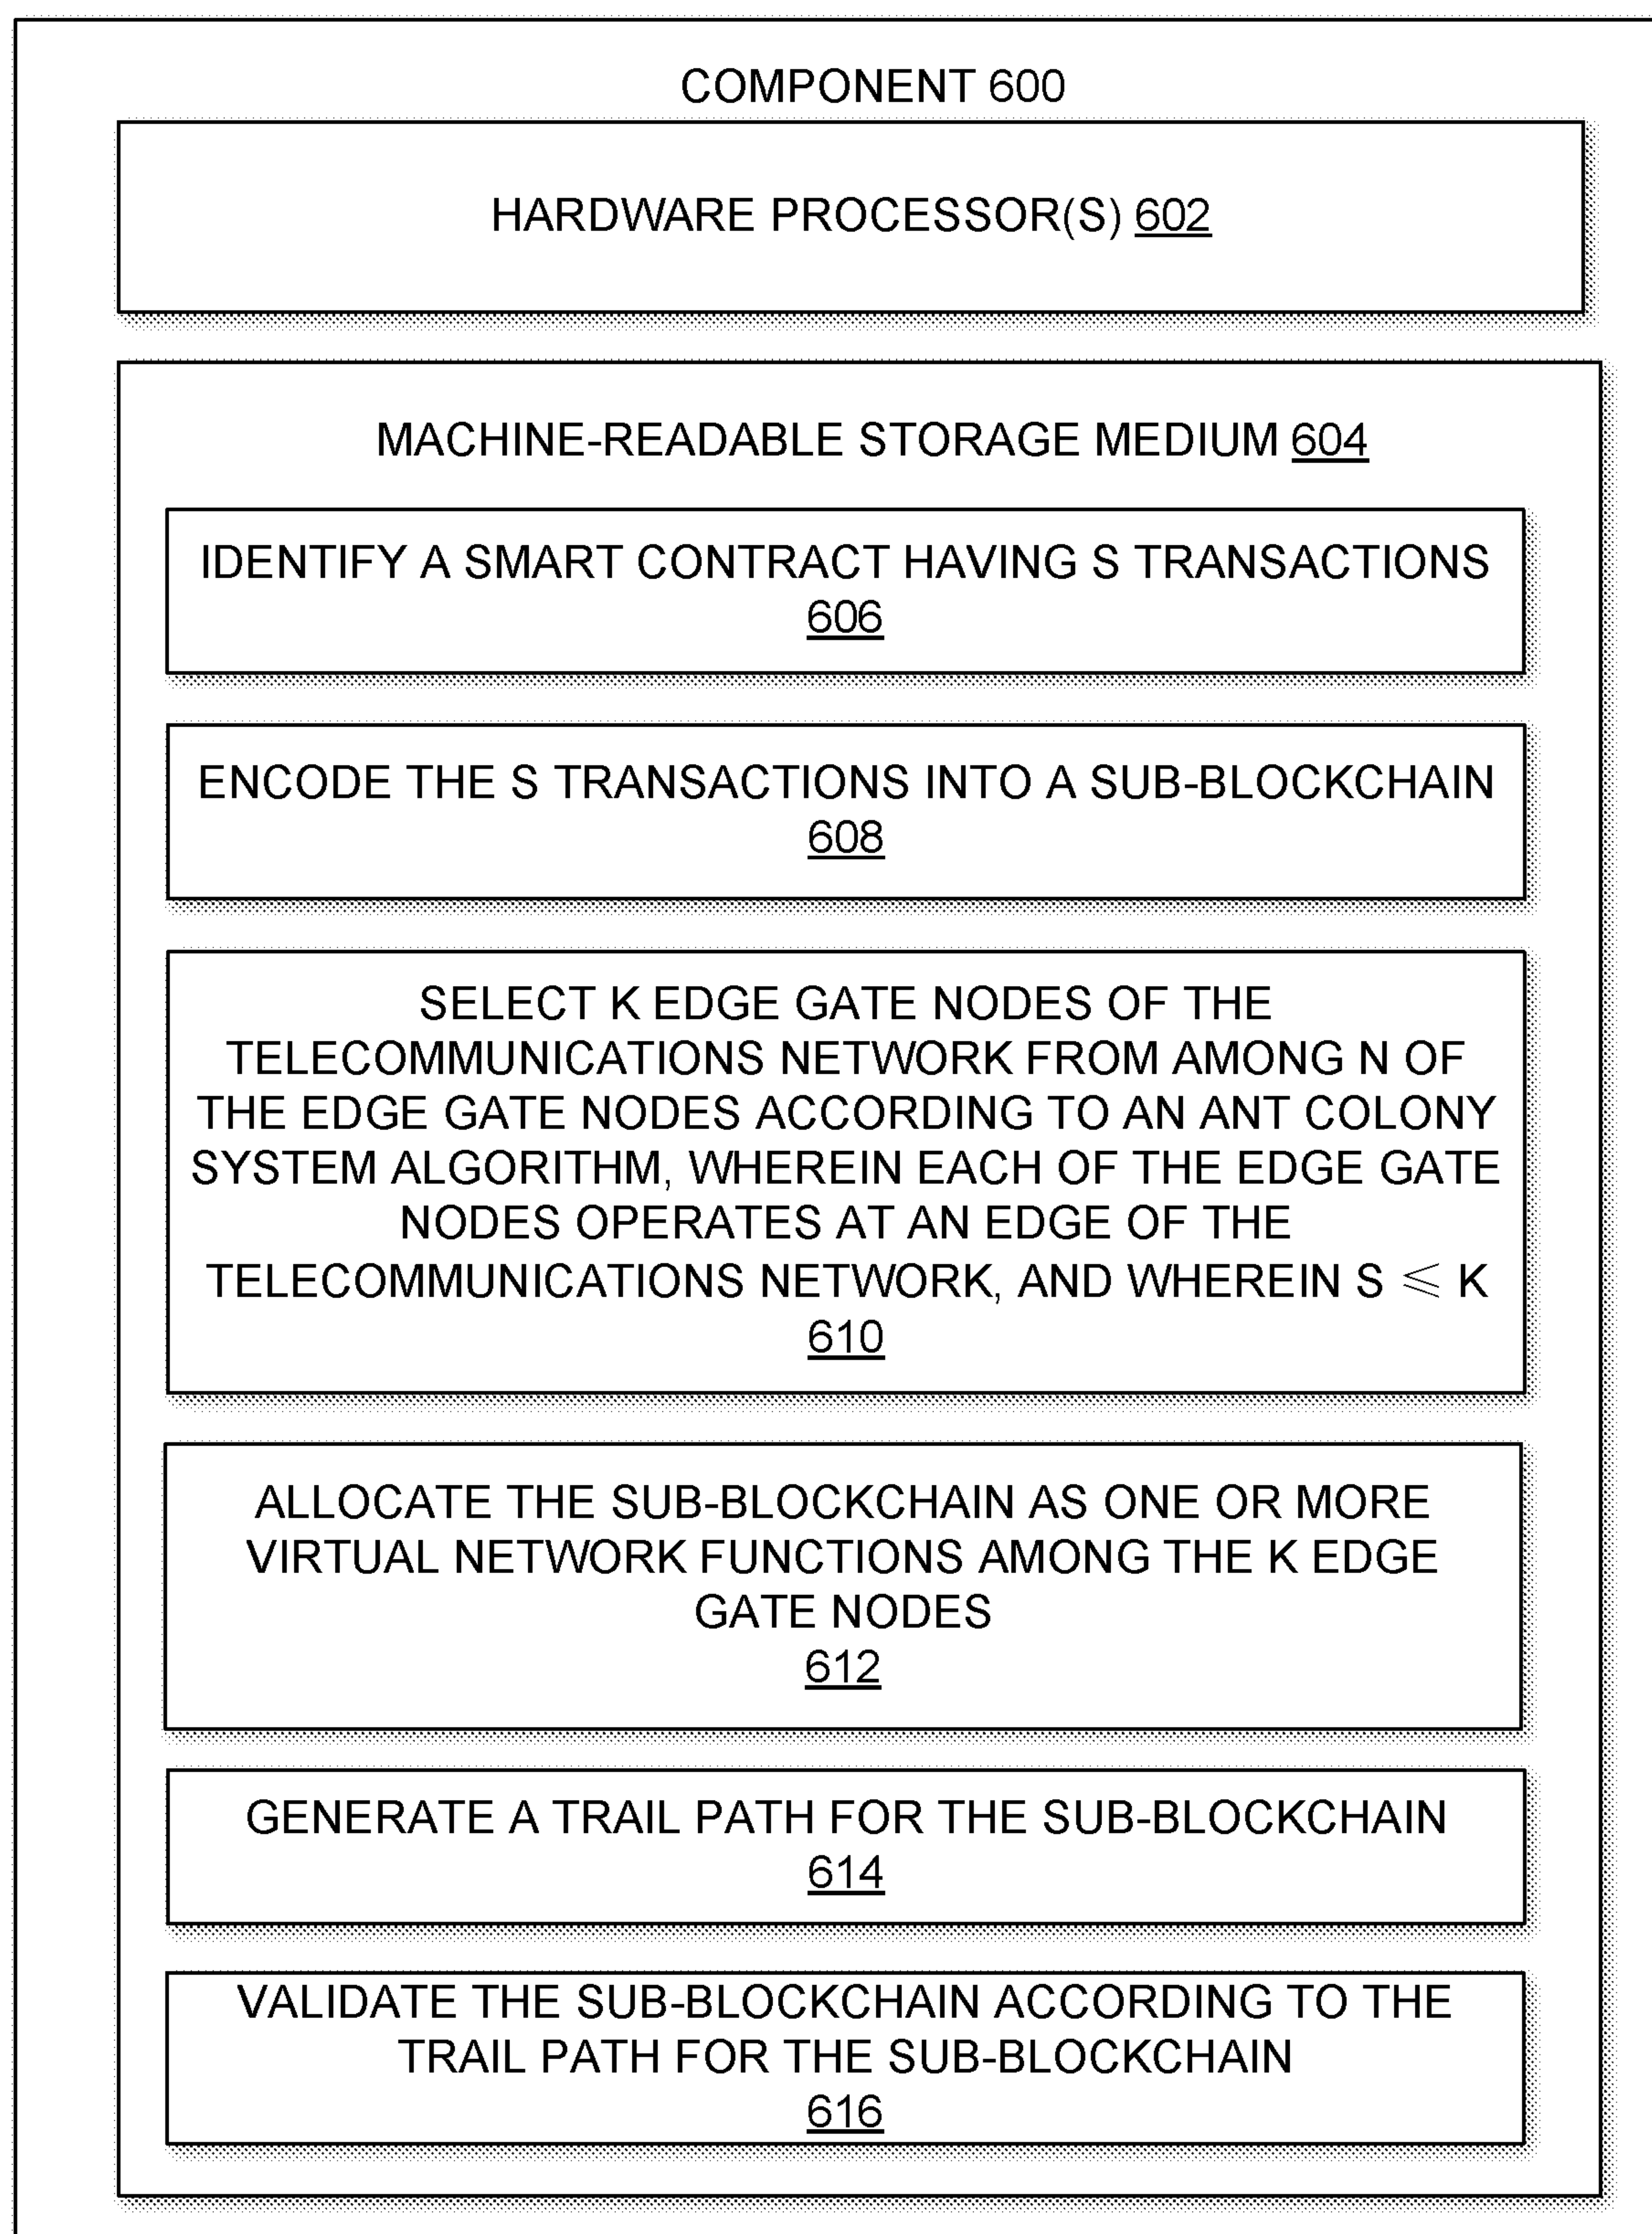 COMPONENT 600
HARDWARE PROCESSOR(S) 602
MACHINE-READABLE STORAGE MEDIUM 604
IDENTIFY A SMART CONTRACT HAVING S TRANSACTIONS
606
ENCODE THE S TRANSACTIONS INTO A SUB-BLOCKCHAIN
608
SELECT K EDGE GATE NODES OF THE
TELECOMMUNICATIONS NETWORK FROM AMONG N OF
THE EDGE GATE NODES ACCORDING TO AN ANT COLONY
SYSTEM ALGORITHM, WHEREIN EACH OF THE EDGE GATE
NODES OPERATES AT AN EDGE OF THE
TELECOMMUNICATIONS NETWORK, AND WHEREIN S ⩽ K
610
ALLOCATE THE SUB-BLOCKCHAIN AS ONE OR MORE
VIRTUAL NETWORK FUNCTIONS AMONG THE K EDGE
GATE NODES
612
GENERATE A TRAIL PATH FOR THE SUB-BLOCKCHAIN
614
VALIDATE THE SUB-BLOCKCHAIN ACCORDING TO THE
TRAIL PATH FOR THE SUB-BLOCKCHAIN
616